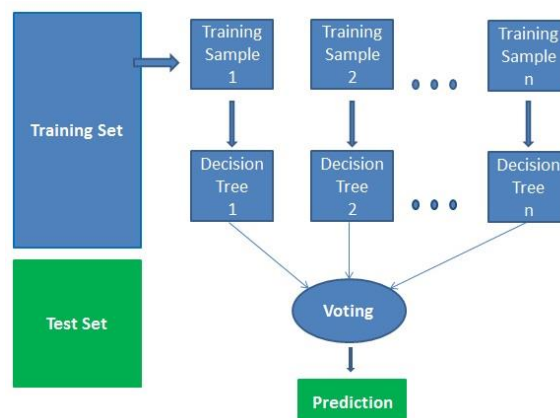 Training Set
Test Set
Training
Sample
1
Training
Sample
2
Training
Sample
n
Decision
Tree
1
Decision
Tree
2
Decision
Tree
n
Voting
Prediction